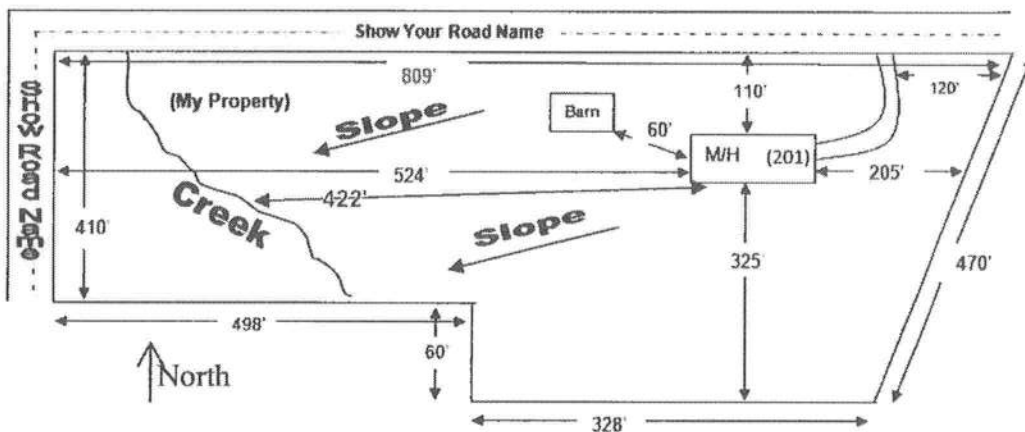 Show Your Road Name
809'
110'
120'
(My Property)
Slope
Barn
60'
M/H (201)
524'
205'
422'
Creek
410'
Slope
325'
470'
498'
60'
North
328'
Show Road Name